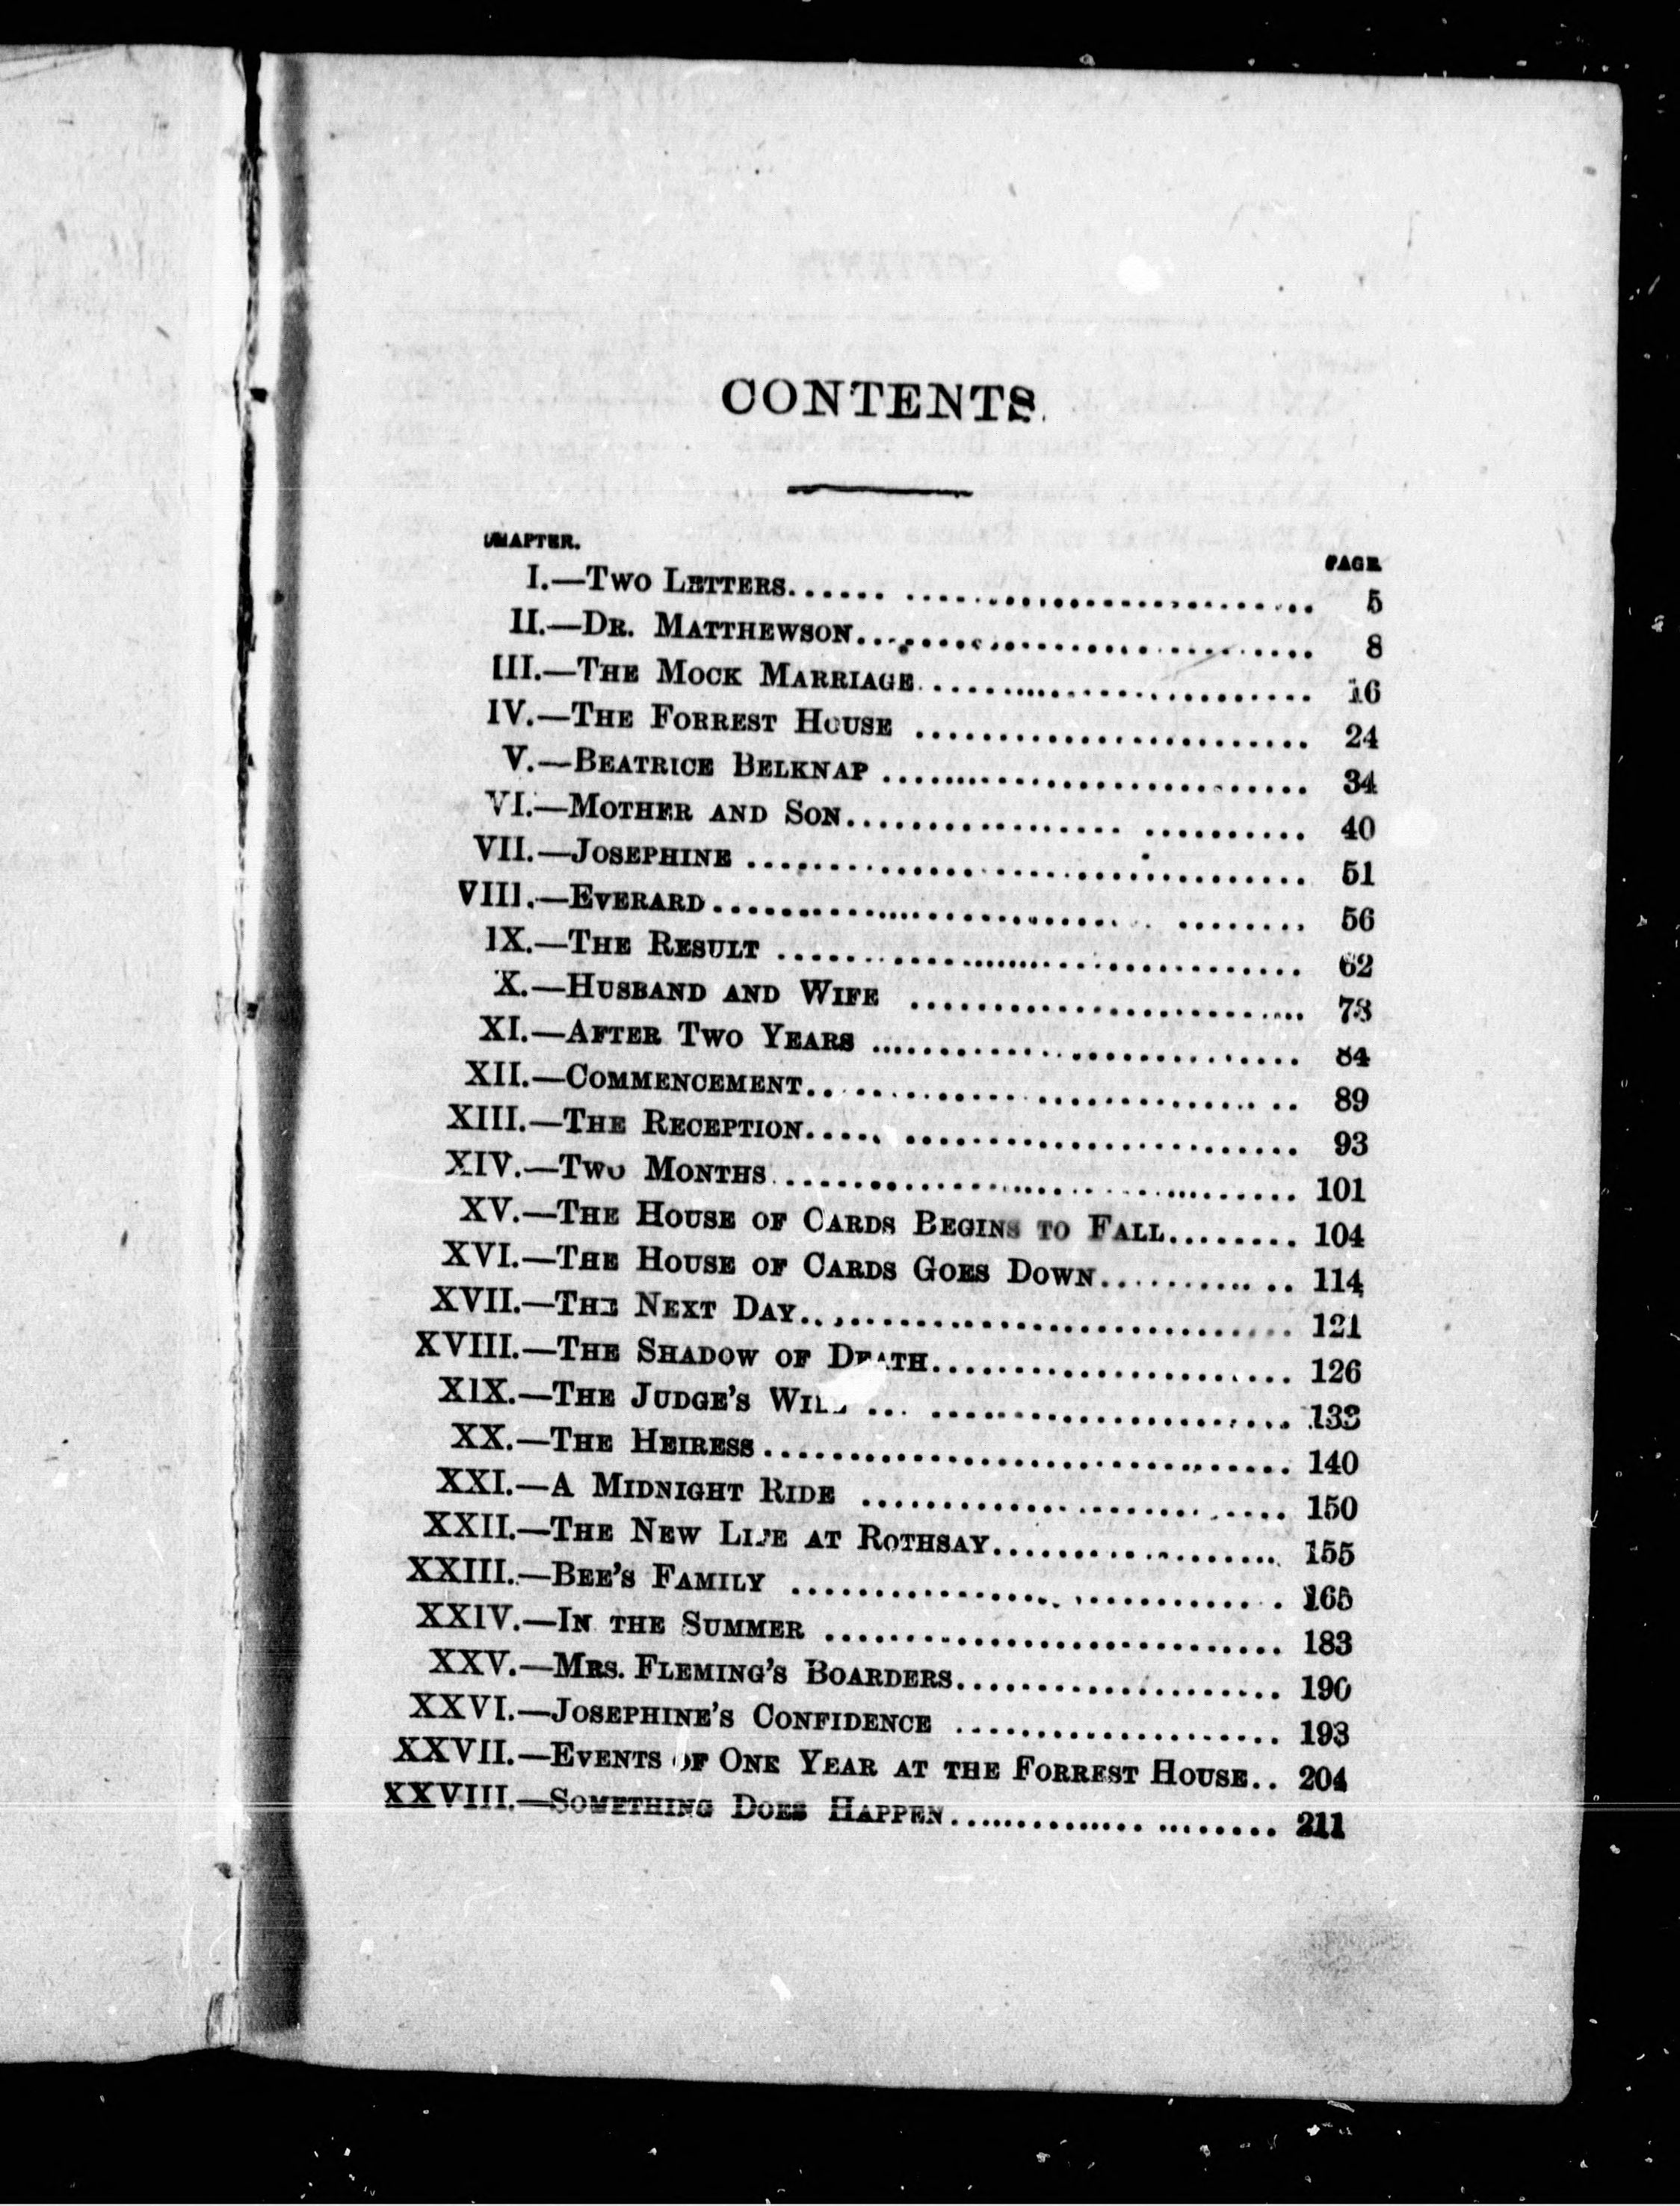 CONTENTS.
CHAPTER. PAGE
I.—Two Letters...... .......................... 5
II.—Dr. Matthewson............................. 8
III.—The Mock Marriage......................... 16
IV.—The Forrest House ......................... 24
V.—Beatrice Belknap ........................... 34
VI.—Mother and Son................. .......... 40
VII.—Josephine ................................... 51
VIII.—Everard.......................... ........ 56
IX.—The Result ................................. 62
X.—Husband and Wife ......................... 73
XI.—After Two Years ........................... 84
XII.—Commencement............................ .. 89
XIII.—The Reception..... ......................... 93
XIV.—Two Months................................. 101
XV.—The House of Cards Begins to Fall........ 104
XVI.—The House of Cards Goes Down.......... .. 114
XVII.—The Next Day............................... 121
XVIII.—The Shadow of Death....................... 126
XIX.—The Judge's Will ... ....................... 133
XX.—The Heiress................................. 140
XXI.—A Midnight Ride ........................... 150
XXII.—The New Life at Rothsay.................. 155
XXIII.—Bee's Family ............................... 165
XXIV.—In the Summer ............................. 183
XXV.—Mrs. Fleming's Boarders.................... 190
XXVI.—Josephine's Confidence .................... 193
XXVII.—Events of One Year at the Forrest House.. 204
XXVIII.—Something Does Happen............ ........ 211